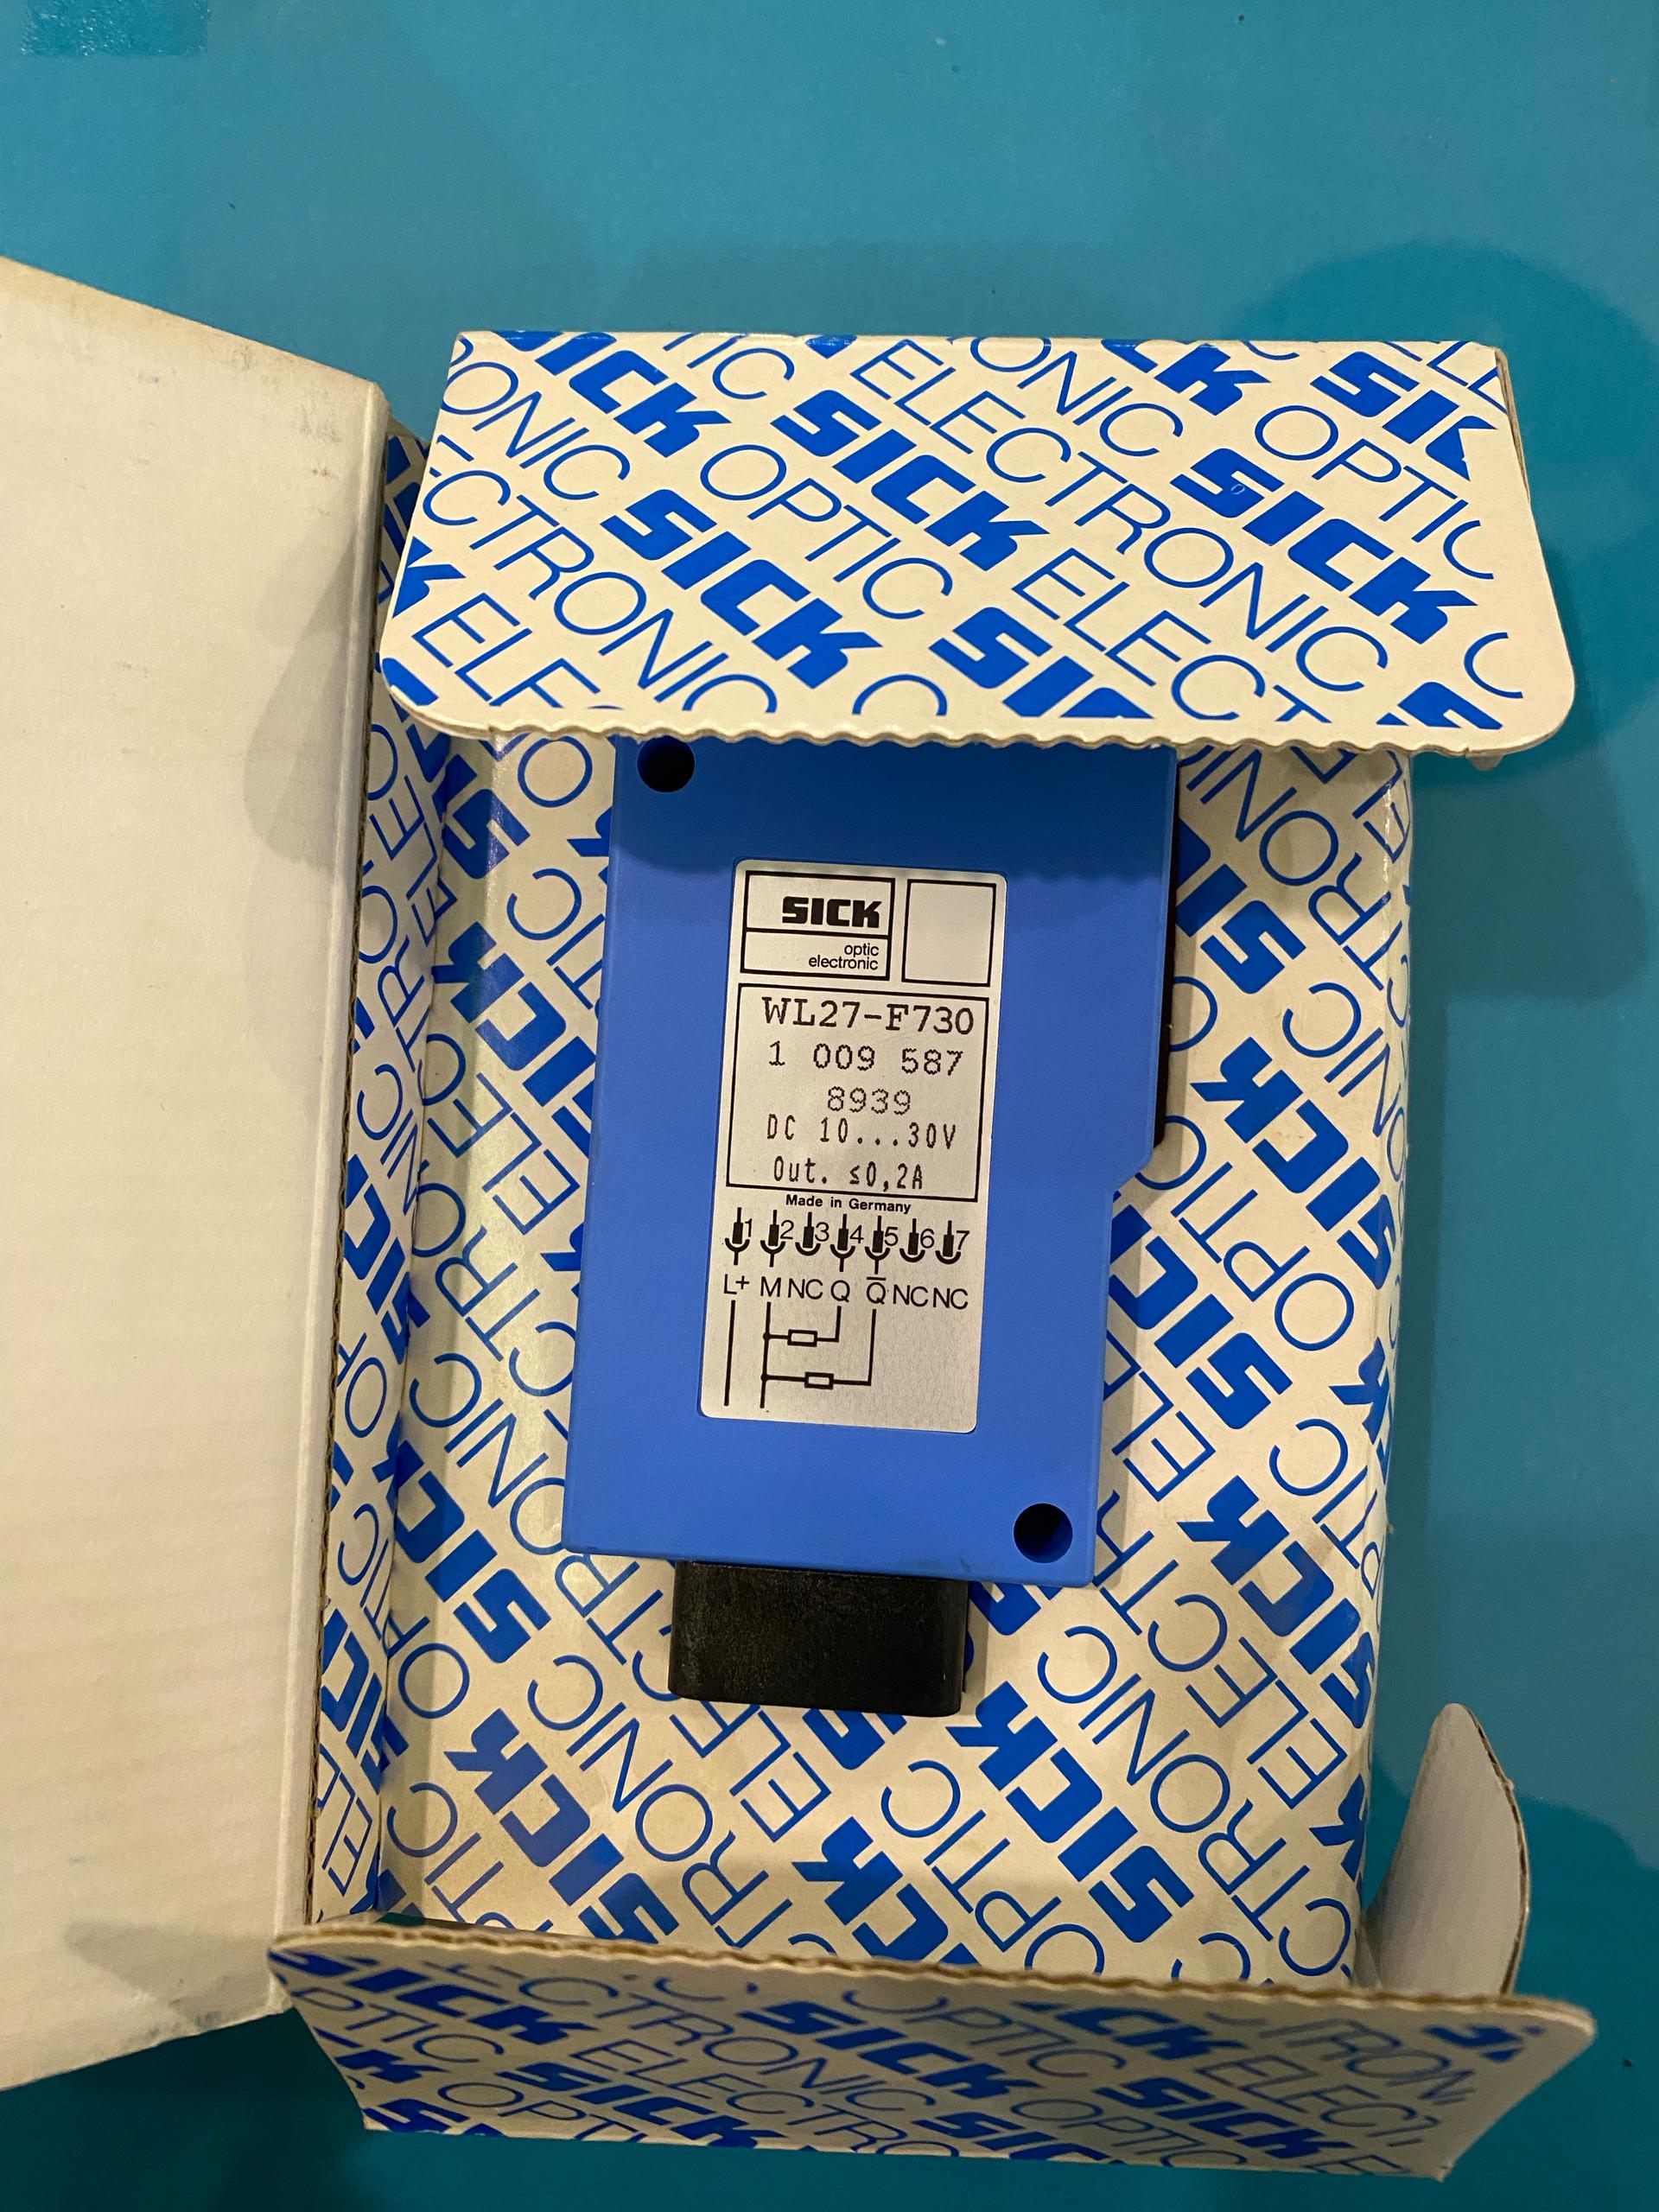 SICK OPTIC ELECTRONIC
SICK
optic
electronic
WL27-F730
1 009 587
8939
DC 10...30V
Out. ≤0,2A
Made in Germany
1 2 3 4 5 6 7
L+ M NC Q Q̅ NC NC